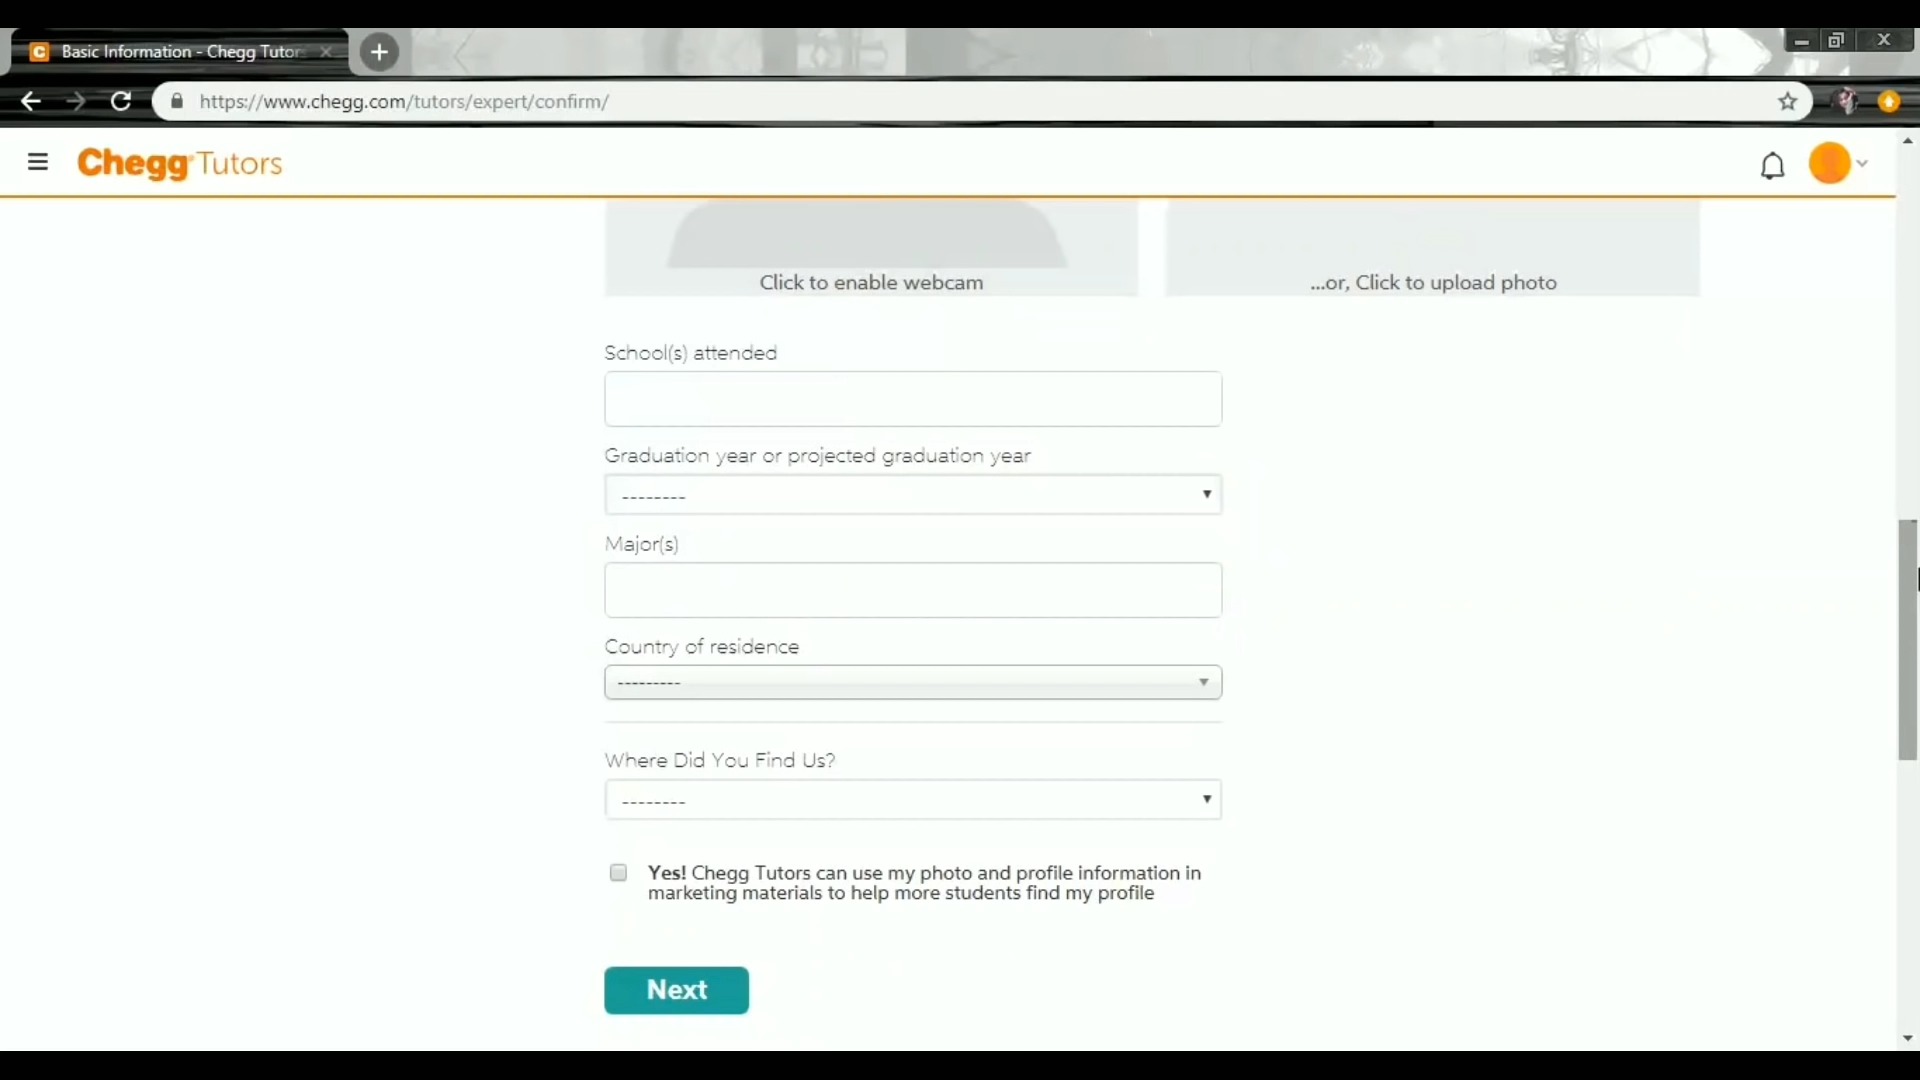 Basic Information - Chegg Tutor
https://www.chegg.com/tutors/expert/confirm/
Chegg Tutors
Click to enable webcam
...or, Click to upload photo
School(s) attended
Graduation year or projected graduation year
--------
Major(s)
Country of residence
---------
Where Did You Find Us?
--------
Yes! Chegg Tutors can use my photo and profile information in
marketing materials to help more students find my profile
Next